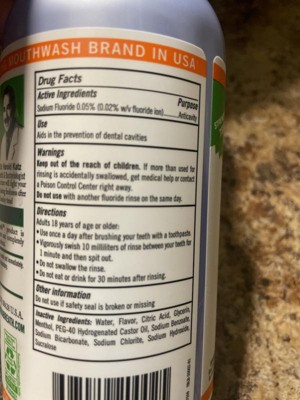 MOUTHWASH BRAND IN USA
Drug Facts
Active Ingredients Purpose
Sodium Fluoride 0.05% (0.02% w/v fluoride ion) Anticavity
Use
Aids in the prevention of dental cavities
Warnings
Keep out of the reach of children. If more than used for
rinsing is accidentally swallowed, get medical help or contact
a Poison Control Center right away.
Do not use with another fluoride rinse on the same day.
Directions
Adults 18 years of age or older:
• Use once a day after brushing your teeth with a toothpaste.
• Vigorously swish 10 milliliters of rinse between your teeth for
1 minute and then spit out.
• Do not swallow the rinse.
• Do not eat or drink for 30 minutes after rinsing.
Other information
Do not use if safety seal is broken or missing
Inactive Ingredients: Water, Flavor, Citric Acid, Glycerin,
Menthol, PEG-40 Hydrogenated Castor Oil, Sodium Benzoate,
Sodium Bicarbonate, Sodium Chlorite, Sodium Hydroxide,
Sucralose